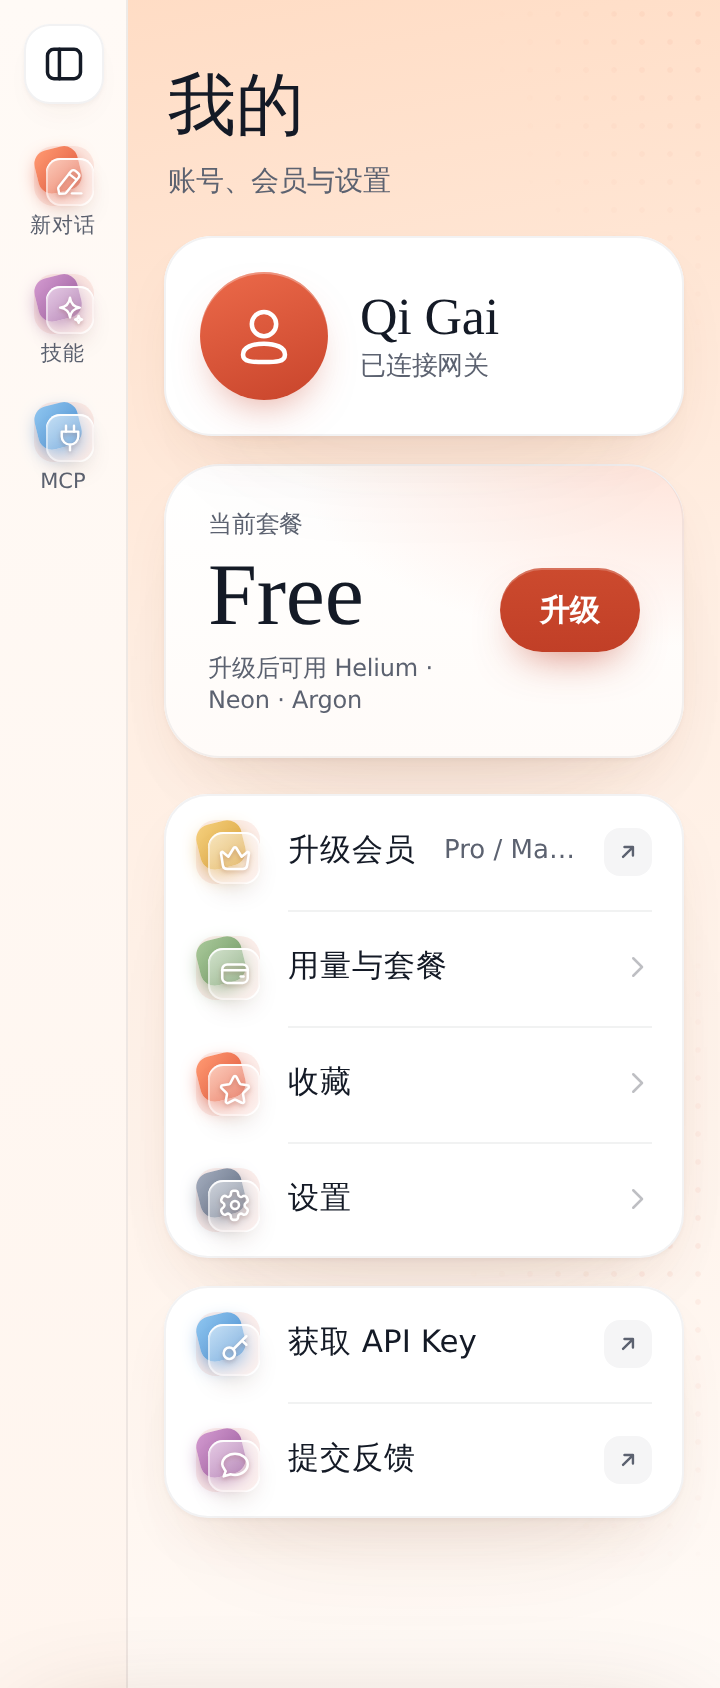 我的
账号、会员与设置
新对话
技能
MCP
Qi Gai
已连接网关
当前套餐
Free
升级后可用 Helium ·
Neon · Argon
升级
升级会员 Pro / Ma…
用量与套餐
收藏
设置
获取 API Key
提交反馈